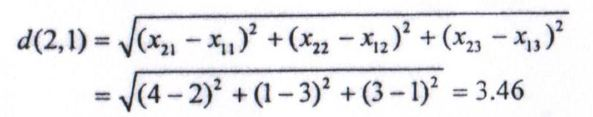 d(2,1) = √(x₂₁ − x₁₁)² + (x₂₂ − x₁₂)² + (x₂₃ − x₁₃)²
= √(4 − 2)² + (1 − 3)² + (3 − 1)² = 3.46